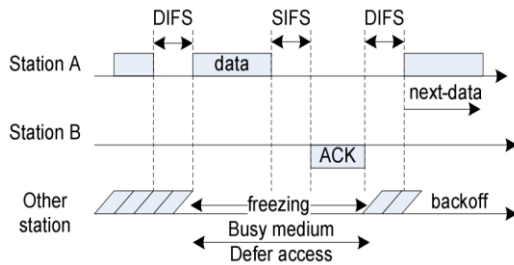 DIFS SIFS DIFS
Station A
data
next-data
Station B
ACK
Other
station
freezing
backoff
Busy medium
Defer access